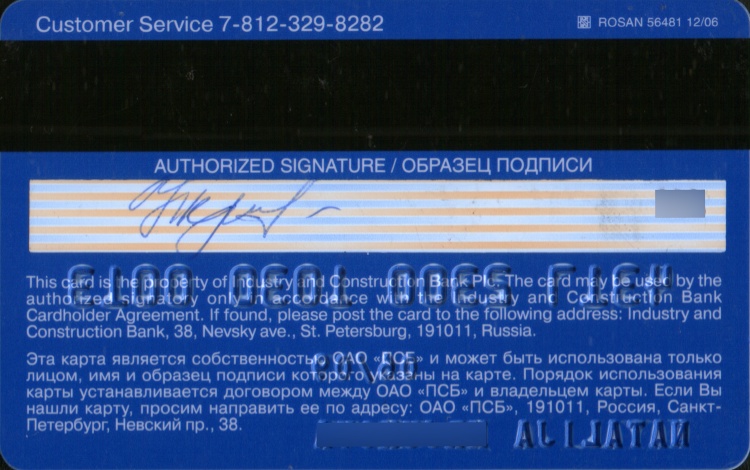 Customer Service 7-812-329-8282
ROSAN 56481 12/06
AUTHORIZED SIGNATURE / ОБРАЗЕЦ ПОДПИСИ
This card is the property of Industry and Construction Bank Plc. The card may be used by the
authorized signatory only in accordance with the Industry and Construction Bank
Cardholder Agreement. If found, please post the card to the following address: Industry and
Construction Bank, 38, Nevsky ave., St. Petersburg, 191011, Russia.
Эта карта является собственностью ОАО «ПСБ» и может быть использована только
лицом, имя и образец подписи которого указаны на карте. Порядок использования
карты устанавливается договором между ОАО «ПСБ» и владельцем карты. Если Вы
нашли карту, просим направить ее по адресу: ОАО «ПСБ», 191011, Россия, Санкт-
Петербург, Невский пр., 38.